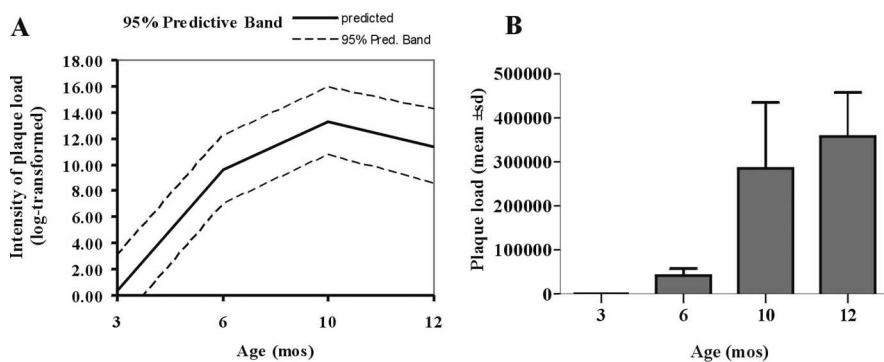 A
95% Predictive Band
predicted
95% Pred. Band
Intensity of plaque load
(log-transformed)
18.00
16.00
14.00
12.00
10.00
8.00
6.00
4.00
2.00
0.00
3 6 10 12
Age (mos)
B
Plaque load (mean ±sd)
500000
400000
300000
200000
100000
0
3 6 10 12
Age (mos)